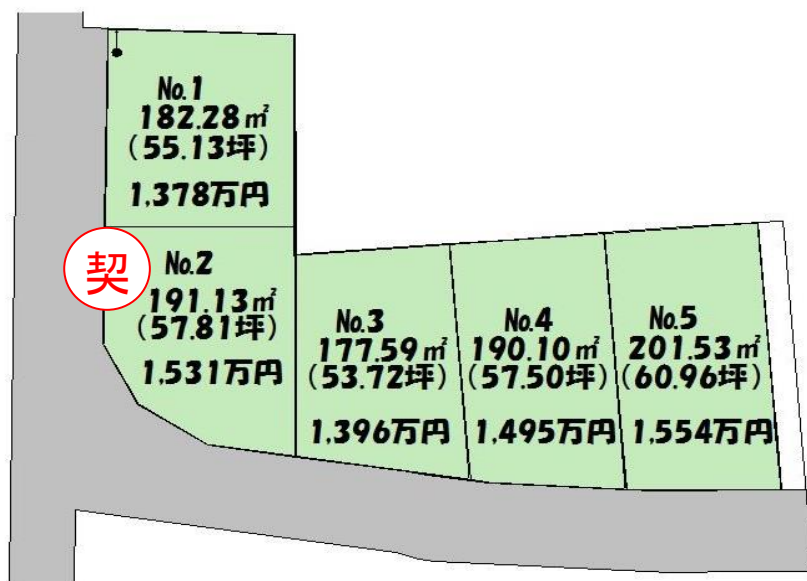 No.1
182.28㎡
(55.13坪)
1,378万円
契
No.2
191.13㎡
(57.81坪)
1,531万円
No.3
177.59㎡
(53.72坪)
1,396万円
No.4
190.10㎡
(57.50坪)
1,495万円
No.5
201.53㎡
(60.96坪)
1,554万円